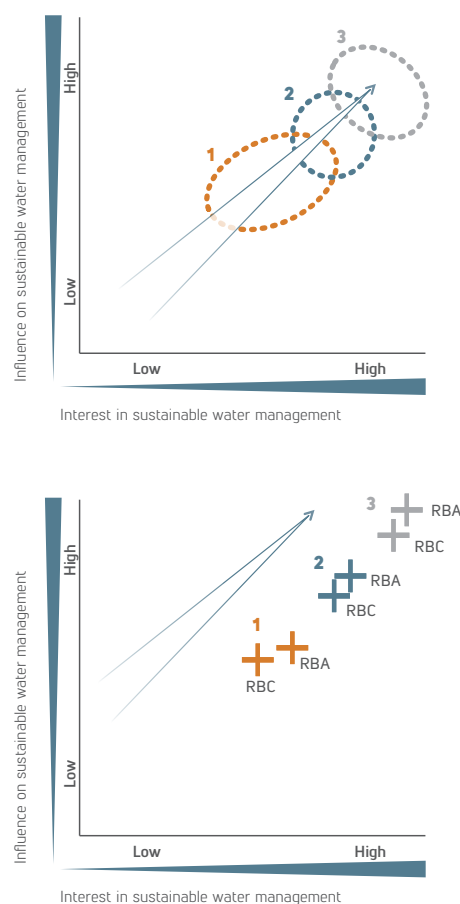 Influence on sustainable water management
High
Low
3
2
1
Low
High
Interest in sustainable water management
Influence on sustainable water management
High
Low
3
RBA
RBC
2
RBA
RBC
1
RBA
RBC
Low
High
Interest in sustainable water management